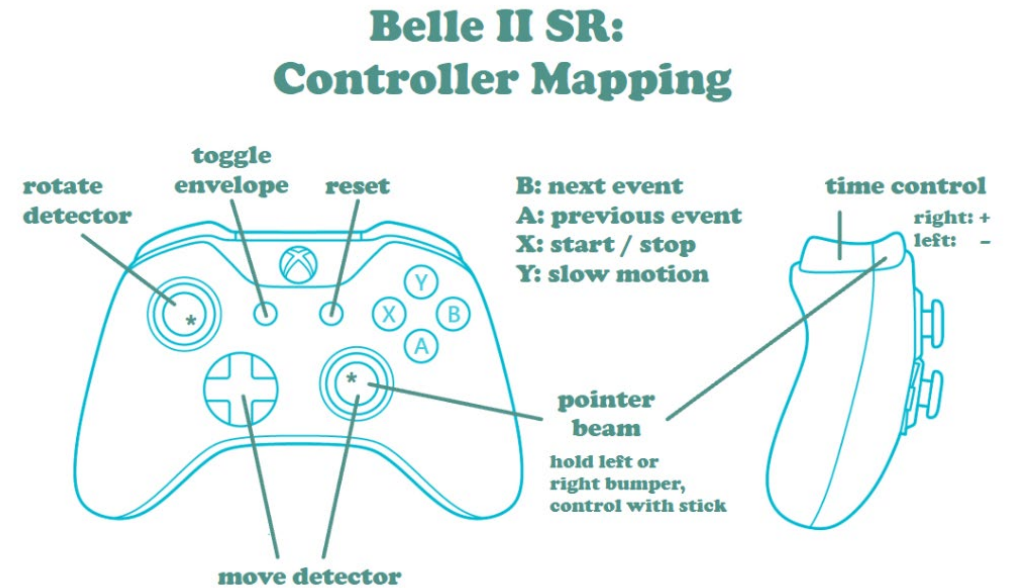 Belle II SR:
Controller Mapping
toggle
envelope
rotate
detector
reset
B: next event
A: previous event
X: start / stop
Y: slow motion
time control
right: +
left: -
Y
X
B
A
*
*
pointer
beam
hold left or
right bumper,
control with stick
move detector